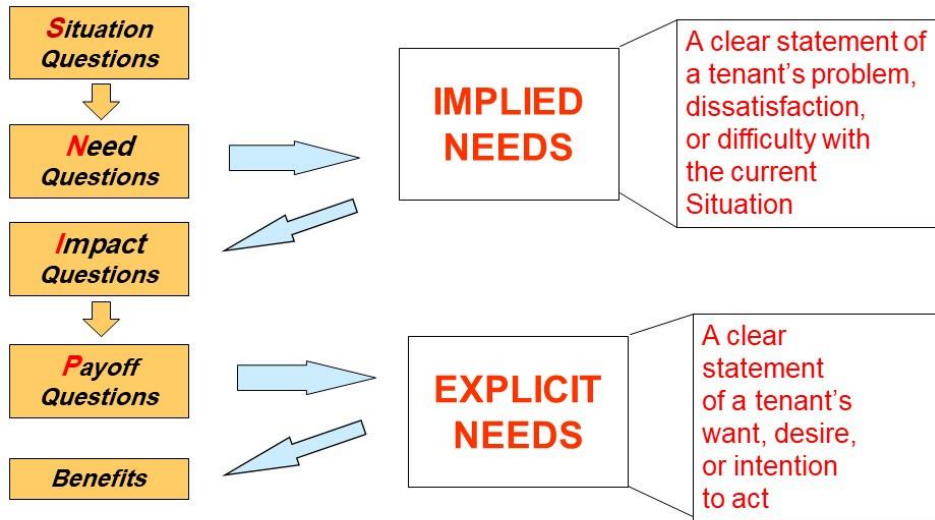 Situation
Questions
Need
Questions
Impact
Questions
Payoff
Questions
Benefits
IMPLIED
NEEDS
A clear statement of
a tenant's problem,
dissatisfaction,
or difficulty with
the current
Situation
EXPLICIT
NEEDS
A clear
statement
of a tenant's
want, desire,
or intention
to act